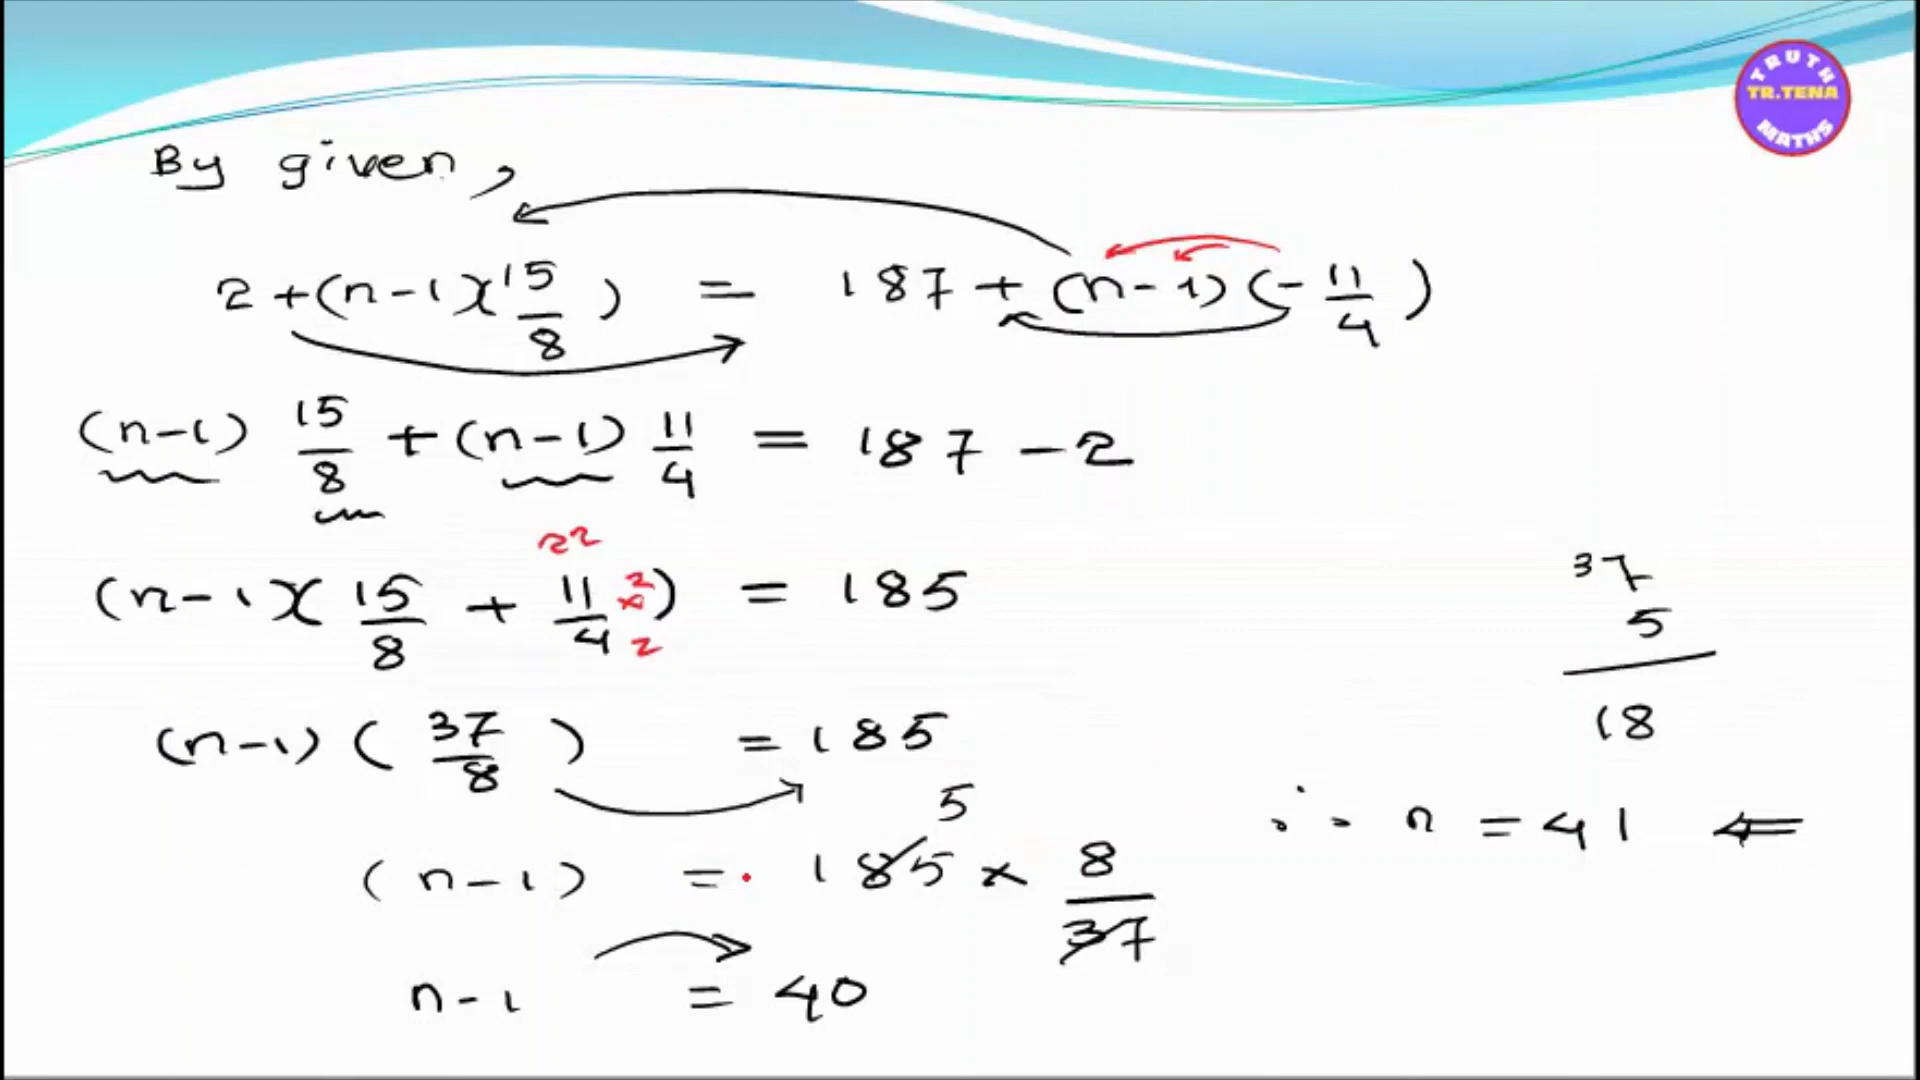 TRUTH
TR.TENA
MATHS
By given,
2 + (n-1)(15/8) = 187 + (n-1)(-11/4)
(n-1) 15/8 + (n-1) 11/4 = 187 - 2
22
(n-1)(15/8 + 11/4 × 2/2) = 185
37
5
18
(n-1)(37/8) = 185
5
(n-1) = 185 × 8/37
n-1 = 40
∴ n = 41 ⇐